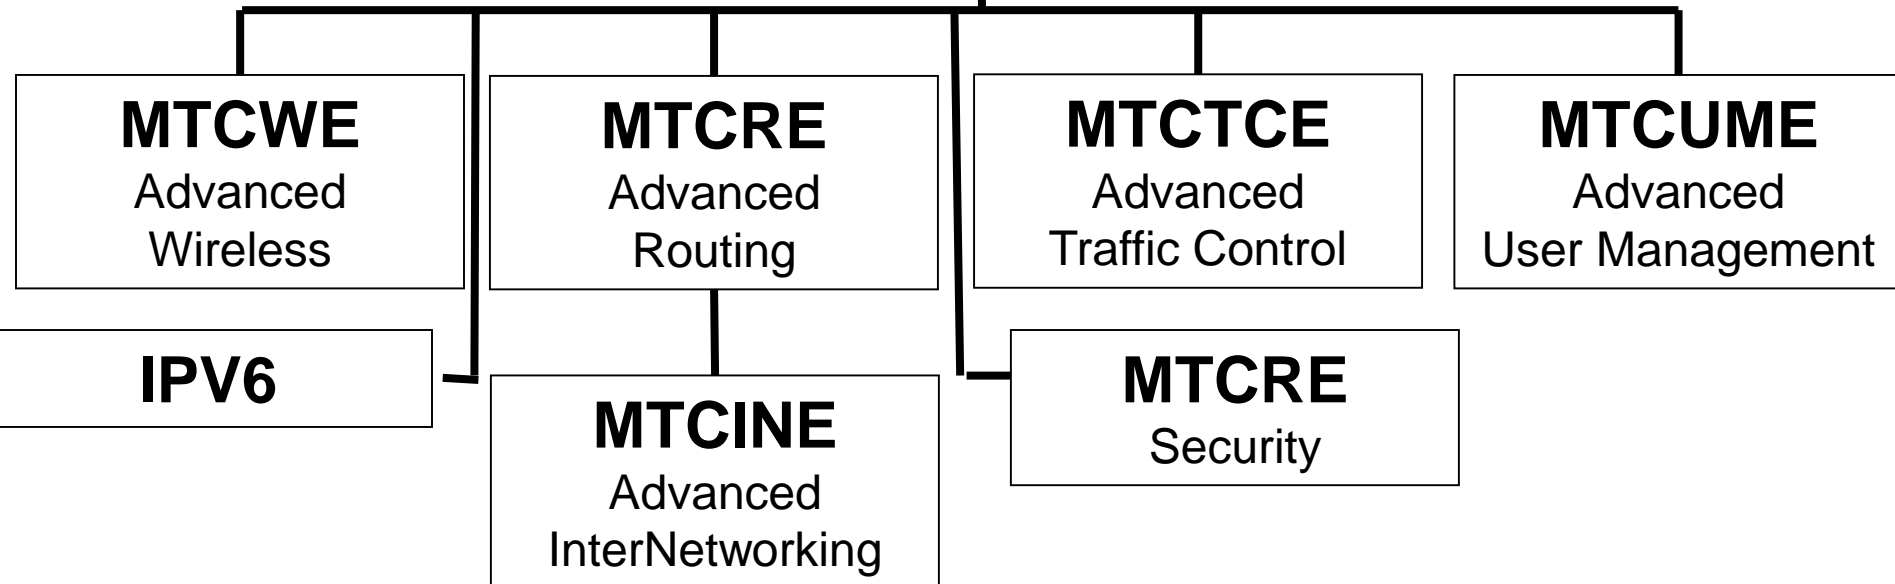 MTCWE
Advanced
Wireless
MTCRE
Advanced
Routing
MTCTCE
Advanced
Traffic Control
MTCUME
Advanced
User Management
IPV6
MTCINE
Advanced
InterNetworking
MTCRE
Security